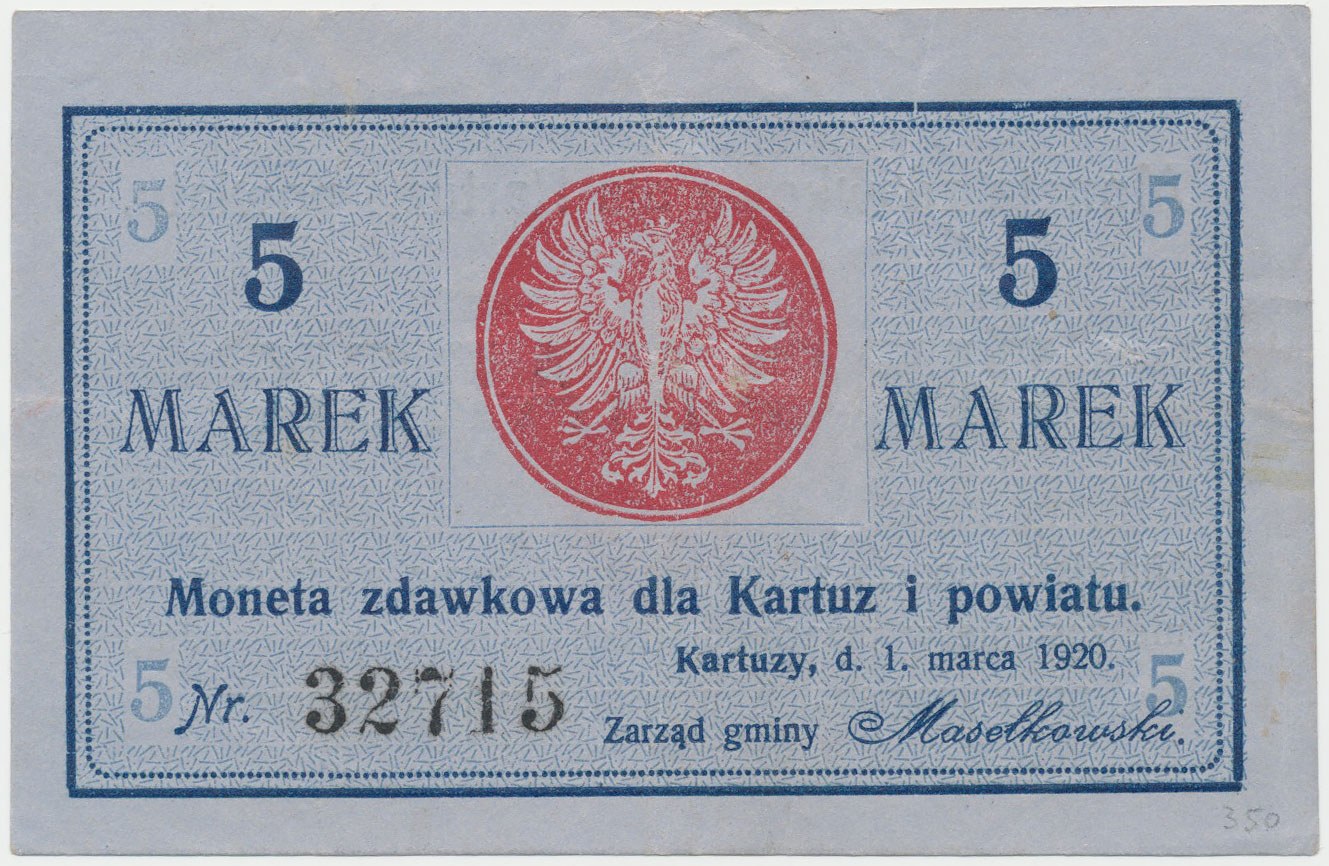 5 5
5 5
MAREK MAREK
Moneta zdawkowa dla Kartuz i powiatu.
Kartuzy, d. 1. marca 1920.
5 Nr. 32715 5
Zarząd gminy Masełkowski.
350